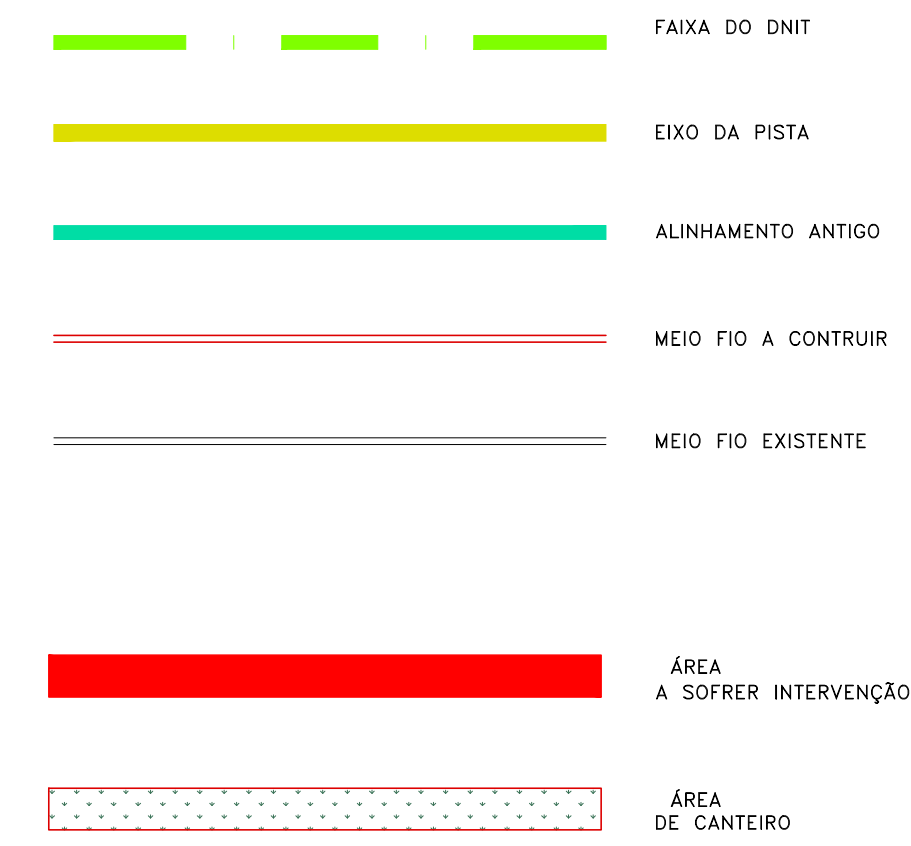 FAIXA DO DNIT
EIXO DA PISTA
ALINHAMENTO ANTIGO
MEIO FIO A CONTRUIR
MEIO FIO EXISTENTE
ÁREA
A SOFRER INTERVENÇÃO
ÁREA
DE CANTEIRO